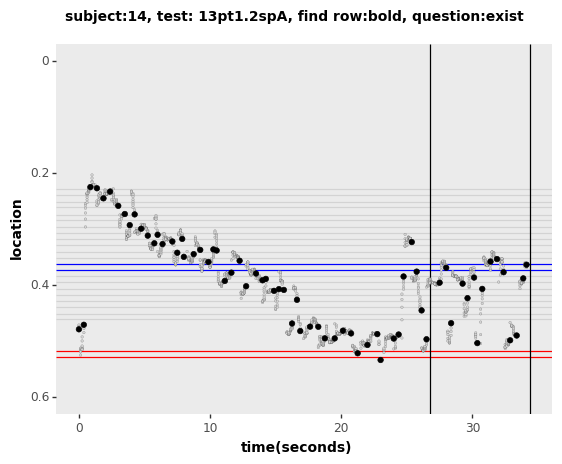 subject:14, test: 13pt1.2spA, find row:bold, question:exist
0
0.2
0.4
0.6
location
0 10 20 30
time(seconds)